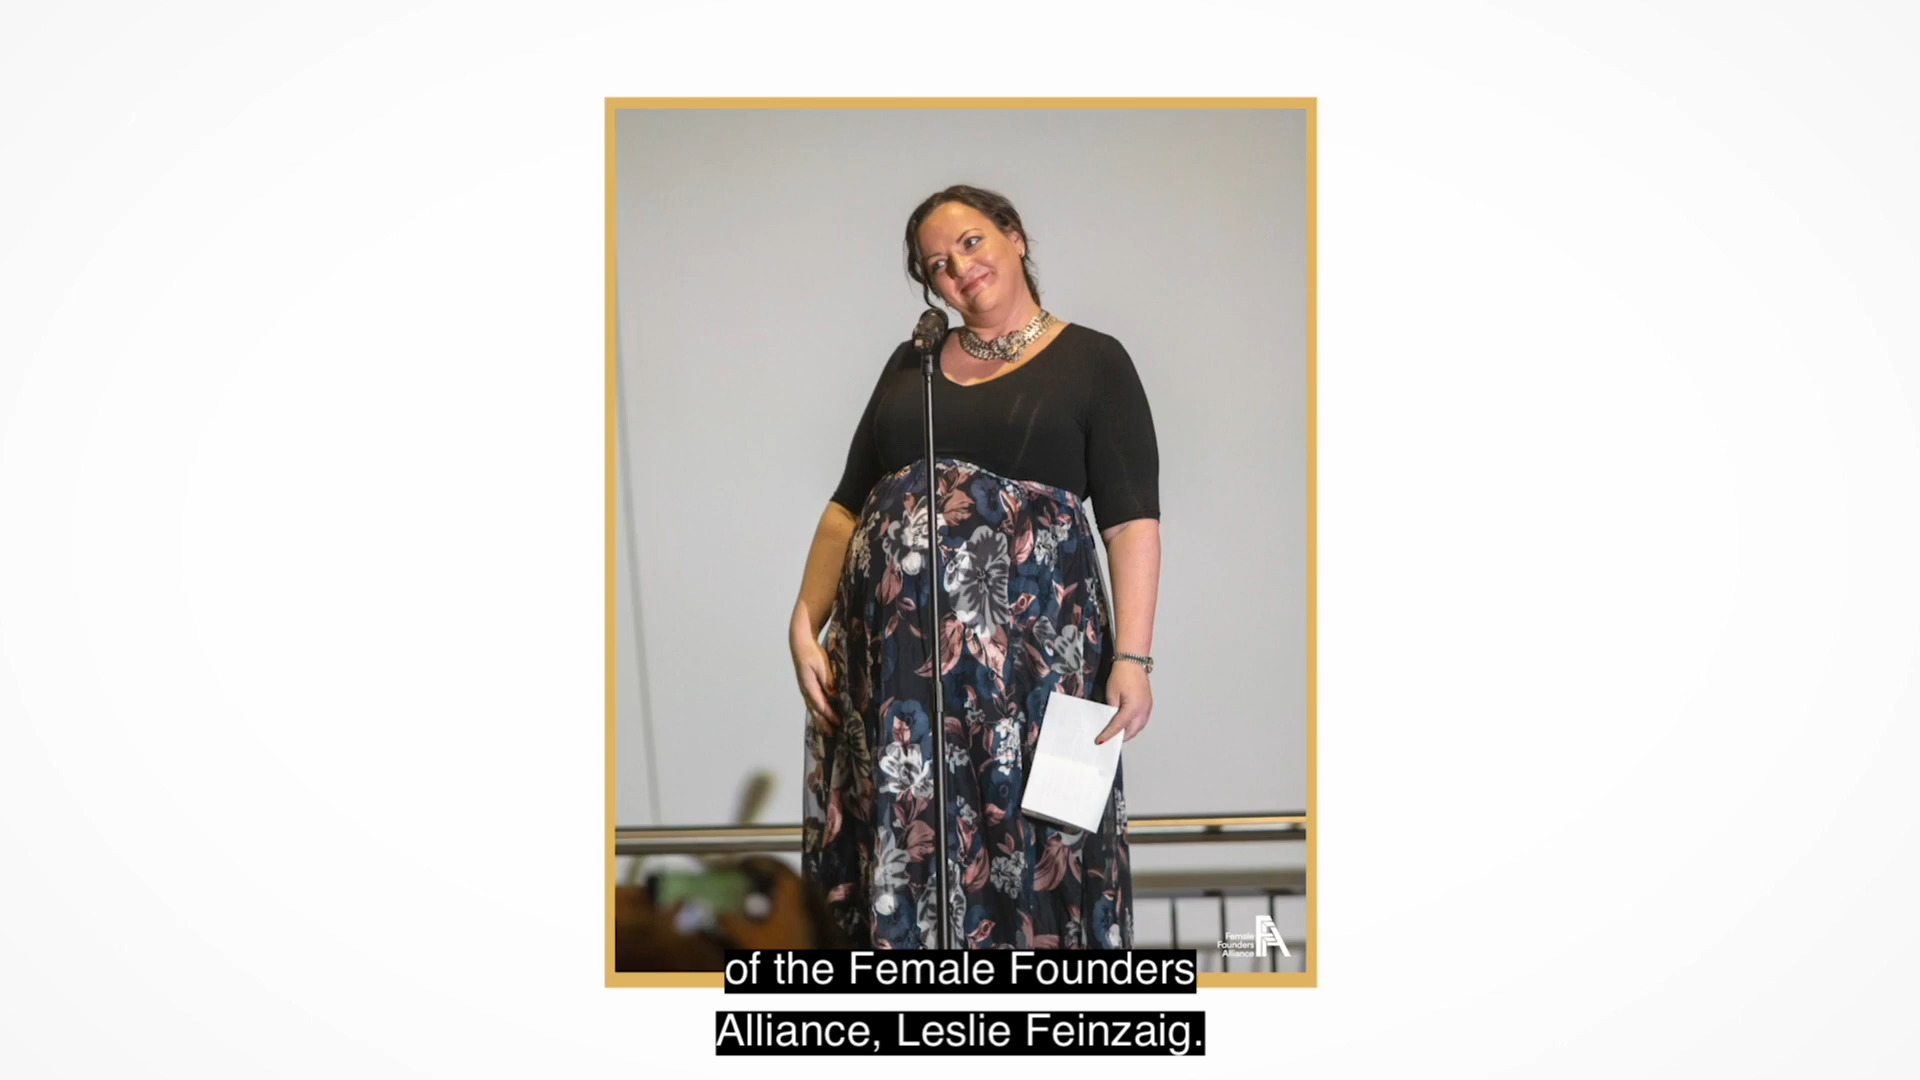 Female
Founders
Alliance
of the Female Founders
Alliance, Leslie Feinzaig.